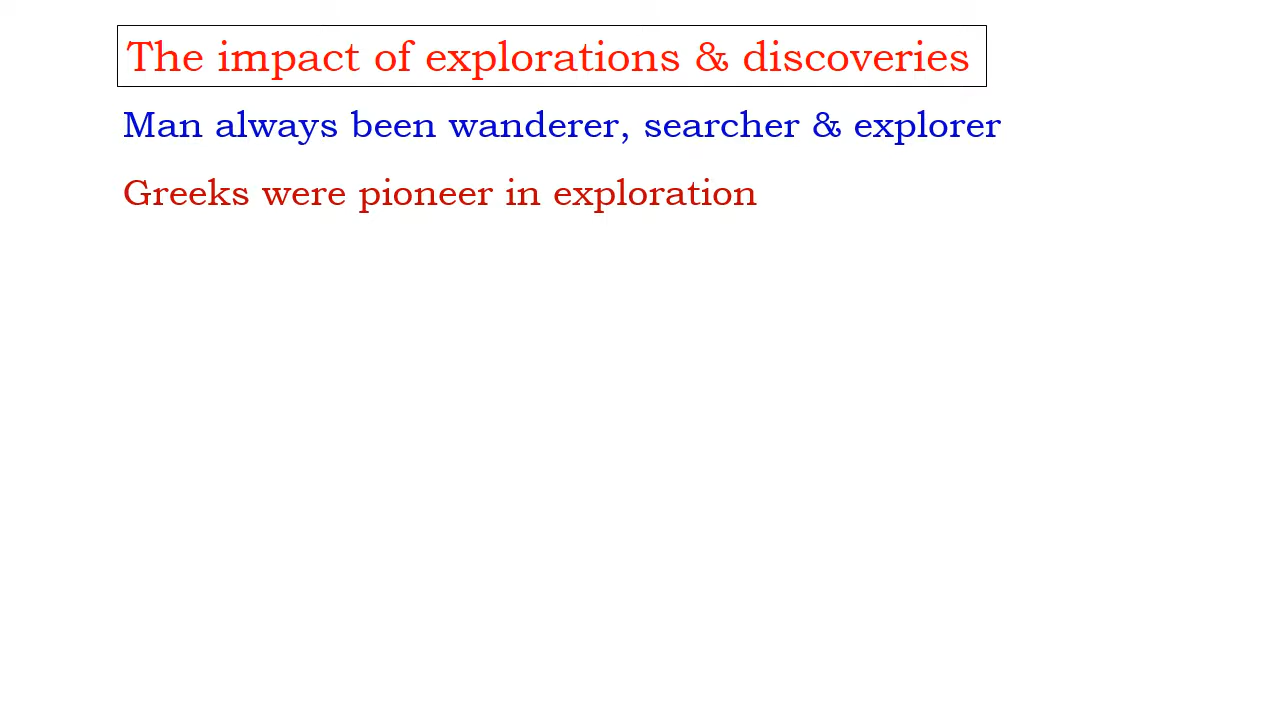 The impact of explorations & discoveries
Man always been wanderer, searcher & explorer
Greeks were pioneer in exploration